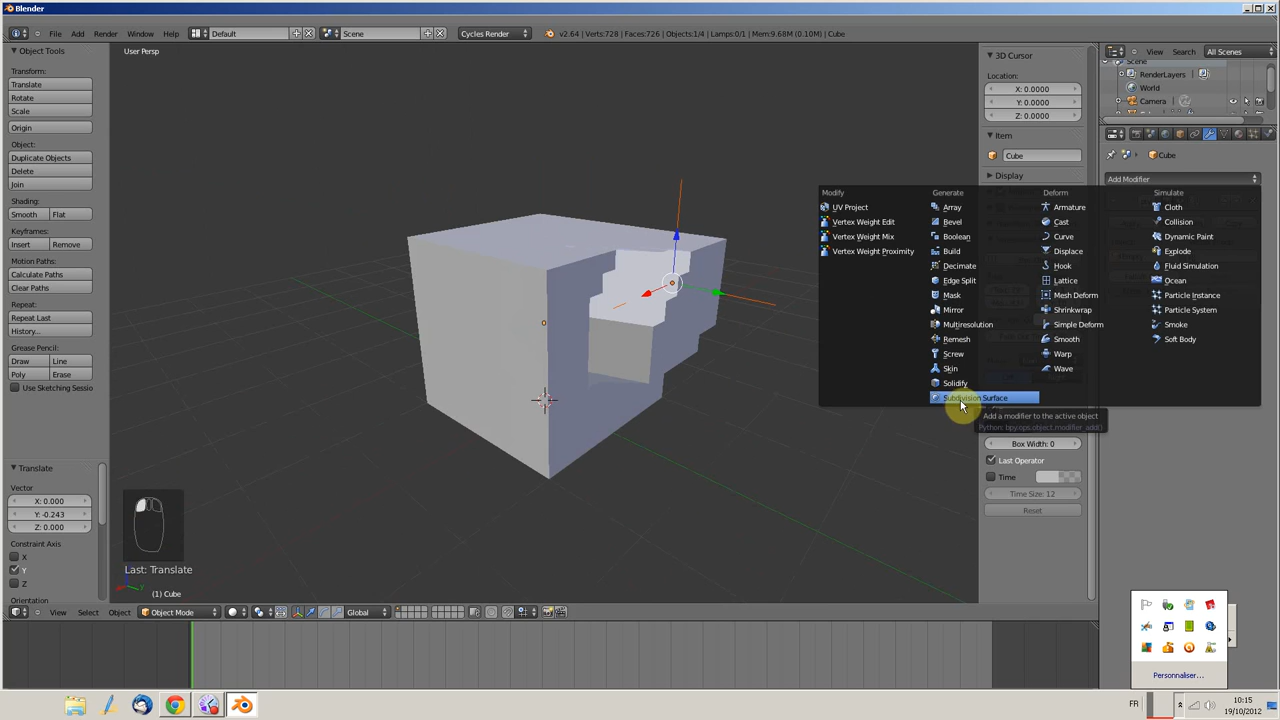 Blender
File Add Render Window Help Default Scene Cycles Render v2.64 | Verts:728 | Faces:726 | Objects:1/4 | Lamps:0/1 | Mem:9.68M (0.10M) | Cube
Object Tools
Transform:
Translate
Rotate
Scale
Origin
Object:
Duplicate Objects
Delete
Join
Shading:
Smooth Flat
Keyframes:
Insert Remove
Motion Paths:
Calculate Paths
Clear Paths
Repeat:
Repeat Last
History...
Grease Pencil:
Draw Line
Poly Erase
Use Sketching Sessio
Translate
Vector
X: 0.000
Y: -0.243
Z: 0.000
Constraint Axis
X
Y
Z
Orientation
User Persp
Last: Translate
(1) Cube
View Select Object Object Mode Global
3D Cursor
Location:
X: 0.0000
Y: 0.0000
Z: 0.0000
Item
Cube
Display
View Search All Scenes
Scene
RenderLayers
World
Camera
Cube
Add Modifier
Modify
UV Project
Vertex Weight Edit
Vertex Weight Mix
Vertex Weight Proximity
Generate
Array
Bevel
Boolean
Build
Decimate
Edge Split
Mask
Mirror
Multiresolution
Remesh
Screw
Skin
Solidify
Subdivision Surface
Deform
Armature
Cast
Curve
Displace
Hook
Lattice
Mesh Deform
Shrinkwrap
Simple Deform
Smooth
Warp
Wave
Simulate
Cloth
Collision
Dynamic Paint
Explode
Fluid Simulation
Ocean
Particle Instance
Particle System
Smoke
Soft Body
Add a modifier to the active object
Python: bpy.ops.object.modifier_add()
Box Width: 0
Last Operator
Time
Time Size: 12
Reset
Personnaliser...
FR
10:15
19/10/2012